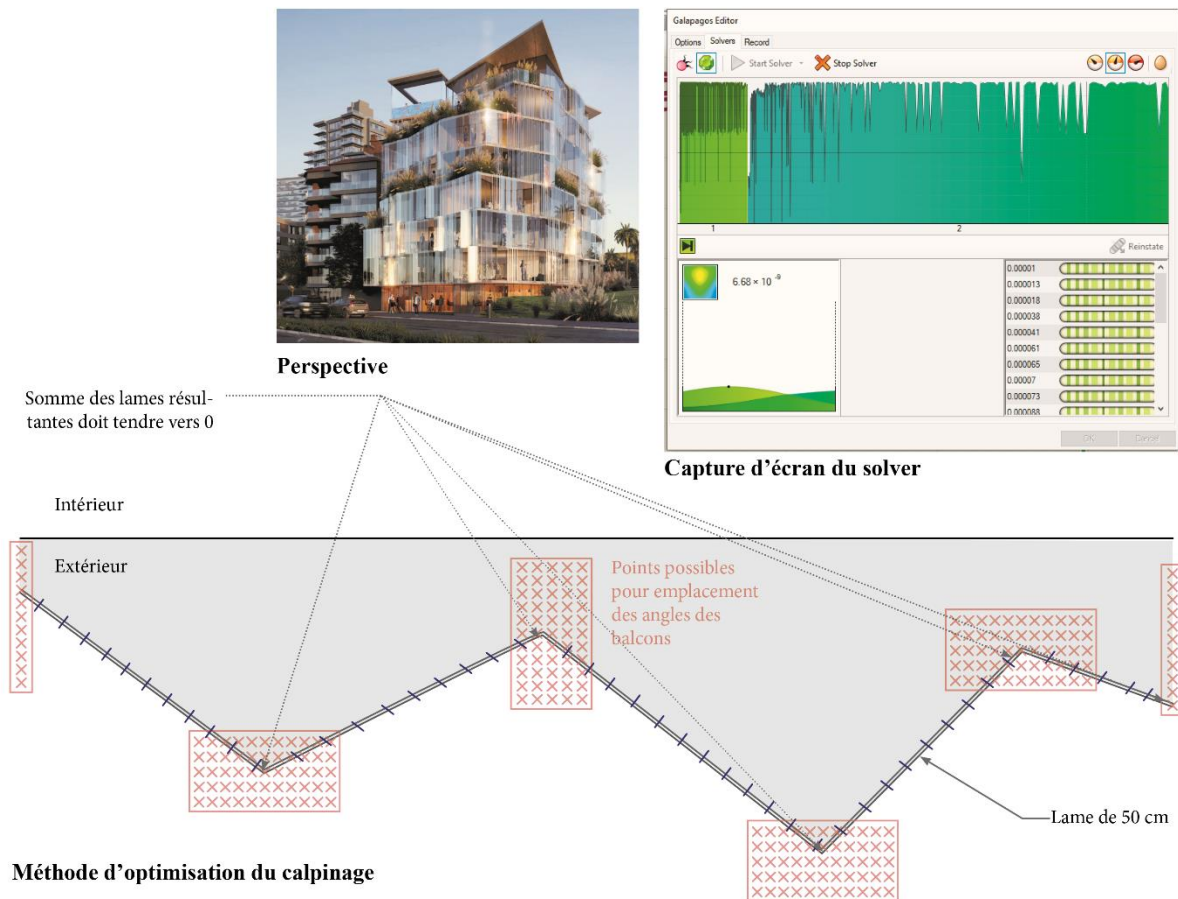 Galapagos Editor
Options Solvers Record
Start Solver Stop Solver
1 2
Reinstate
6.68 × 10 -9
0.00001
0.000013
0.000018
0.000038
0.000041
0.000061
0.000065
0.00007
0.000073
0.000088
OK Cancel
Perspective
Capture d’écran du solver
Somme des lames résul-
tantes doit tendre vers 0
Intérieur
Extérieur
Points possibles
pour emplacement
des angles des
balcons
Lame de 50 cm
Méthode d’optimisation du calpinage